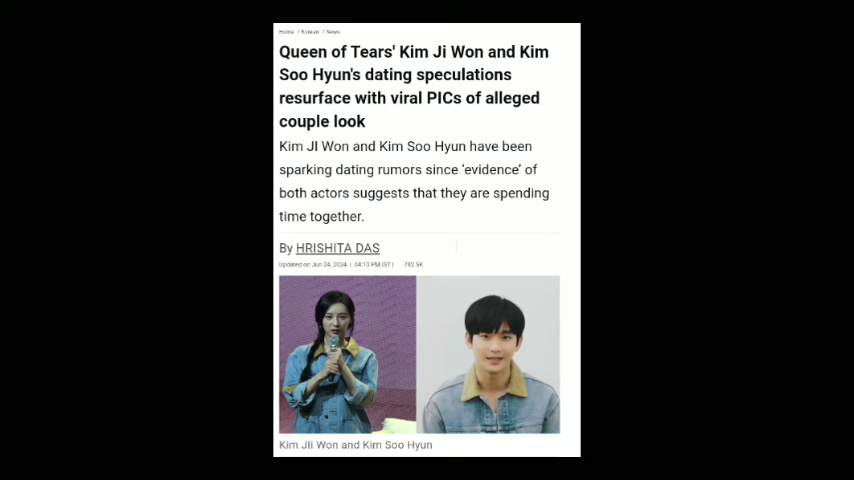 Home / Korean / News
Queen of Tears' Kim Ji Won and Kim
Soo Hyun's dating speculations
resurface with viral PICs of alleged
couple look
Kim JI Won and Kim Soo Hyun have been
sparking dating rumors since ‘evidence’ of
both actors suggests that they are spending
time together.
By HRISHITA DAS
Updated on Jun 24, 2024 | 04:10 PM IST | 782.5K
Kim JIi Won and Kim Soo Hyun